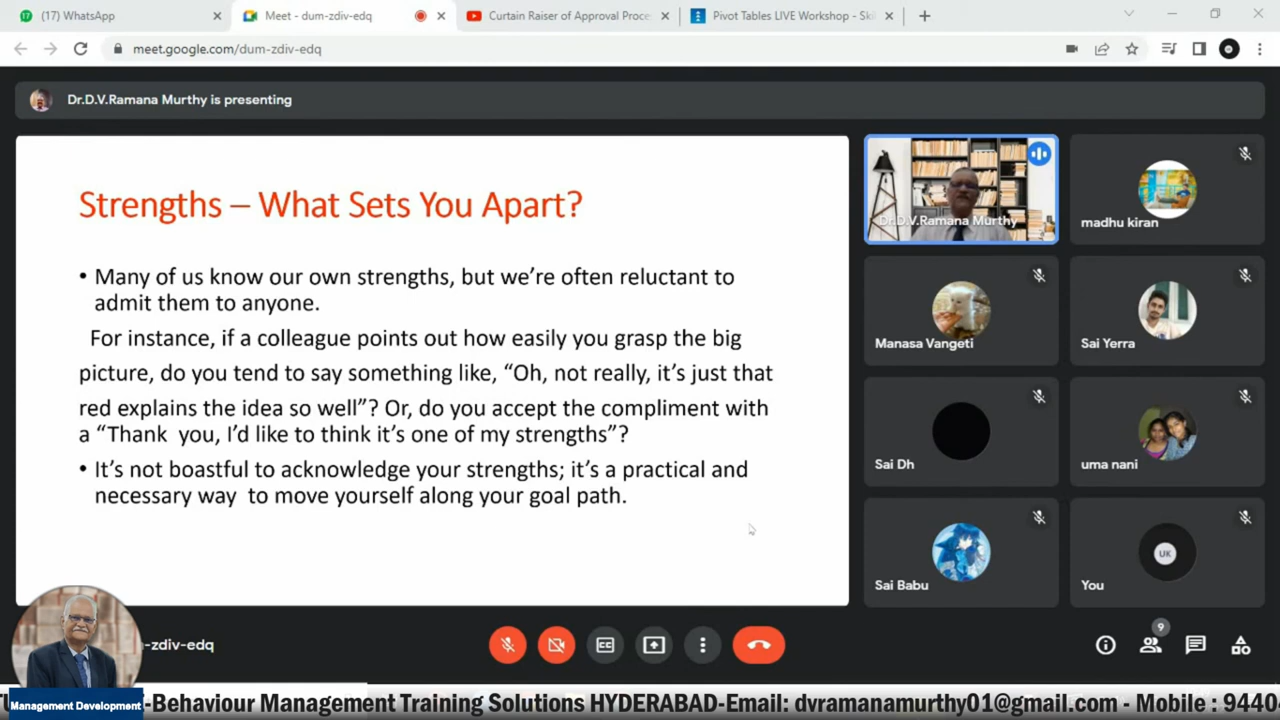 (17) WhatsApp
Meet - dum-zdiv-edq
Curtain Raiser of Approval Proce
Pivot Tables LIVE Workshop - Ski
meet.google.com/dum-zdiv-edq
Dr.D.V.Ramana Murthy is presenting
Strengths – What Sets You Apart?
• Many of us know our own strengths, but we’re often reluctant to
admit them to anyone.
For instance, if a colleague points out how easily you grasp the big
picture, do you tend to say something like, “Oh, not really, it’s just that
red explains the idea so well”? Or, do you accept the compliment with
a “Thank you, I’d like to think it’s one of my strengths”?
• It’s not boastful to acknowledge your strengths; it’s a practical and
necessary way to move yourself along your goal path.
Dr.D.V.Ramana Murthy
madhu kiran
Manasa Vangeti
Sai Yerra
Sai Dh
uma nani
Sai Babu
UK
You
-zdiv-edq
CC
9
Management Development
-Behaviour Management Training Solutions HYDERABAD-Email: dvramanamurthy01@gmail.com - Mobile : 9440